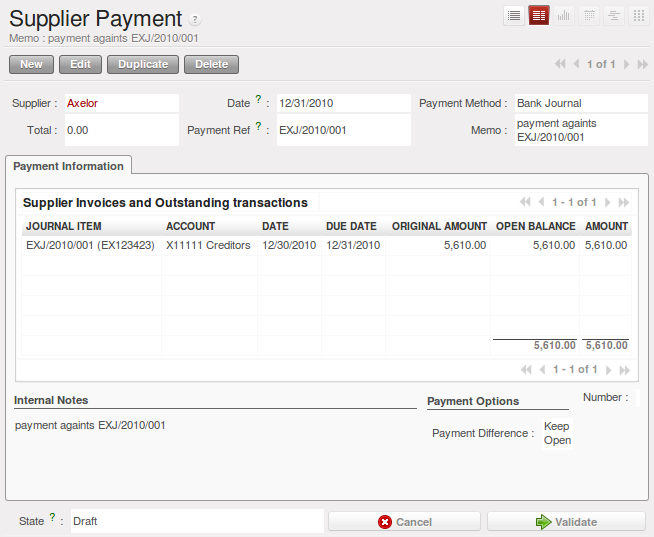 Supplier Payment ?
Memo : payment againts EXJ/2010/001
New Edit Duplicate Delete 1 of 1
Supplier : Axelor Date ? : 12/31/2010 Payment Method : Bank Journal
Total : 0.00 Payment Ref ? : EXJ/2010/001 Memo : payment againts
EXJ/2010/001
Payment Information
Supplier Invoices and Outstanding transactions 1 - 1 of 1
JOURNAL ITEM ACCOUNT DATE DUE DATE ORIGINAL AMOUNT OPEN BALANCE AMOUNT
EXJ/2010/001 (EX123423) X11111 Creditors 12/30/2010 12/31/2010 5,610.00 5,610.00 5,610.00
5,610.00 5,610.00
1 - 1 of 1
Internal Notes Payment Options Number :
payment againts EXJ/2010/001 Payment Difference : Keep
Open
State ? : Draft Cancel Validate